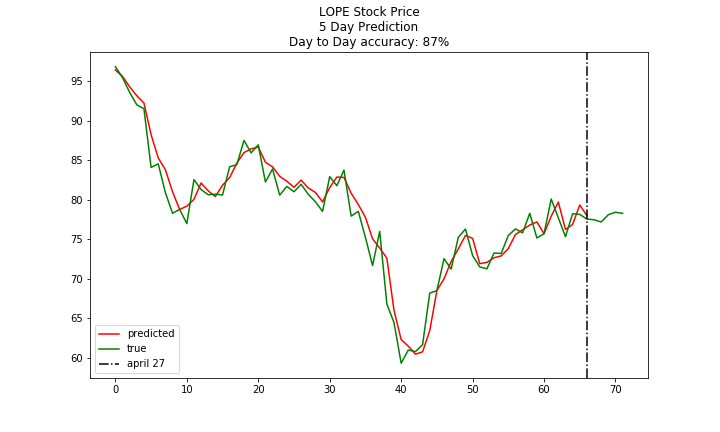 LOPE Stock Price
5 Day Prediction
Day to Day accuracy: 87%
95
90
85
80
75
70
65
60
predicted
true
april 27
0 10 20 30 40 50 60 70